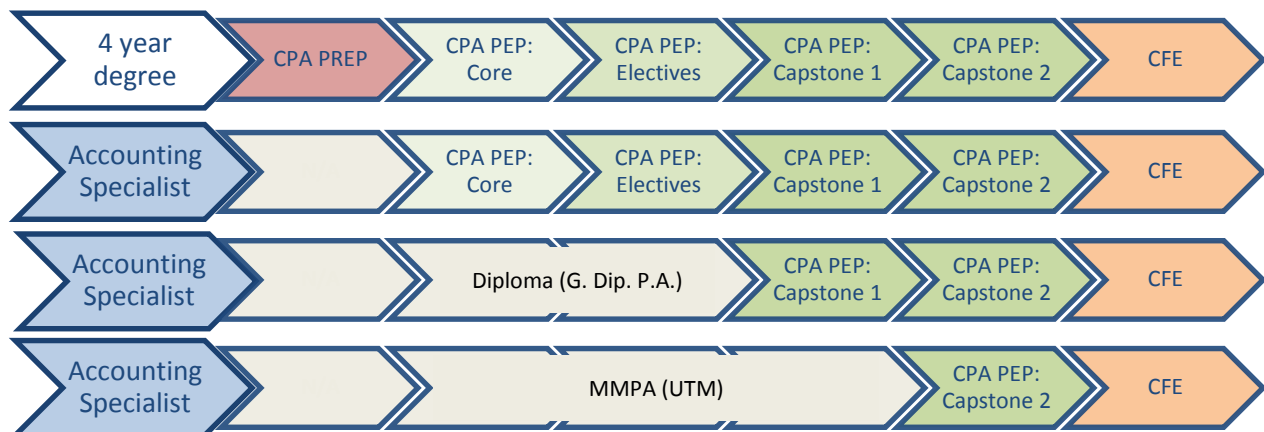 4 year
degree
CPA PREP
CPA PEP:
Core
CPA PEP:
Electives
CPA PEP:
Capstone 1
CPA PEP:
Capstone 2
CFE
Accounting
Specialist
CPA PEP:
Core
CPA PEP:
Electives
CPA PEP:
Capstone 1
CPA PEP:
Capstone 2
CFE
Accounting
Specialist
Diploma (G. Dip. P.A.)
CPA PEP:
Capstone 1
CPA PEP:
Capstone 2
CFE
Accounting
Specialist
MMPA (UTM)
CPA PEP:
Capstone 2
CFE